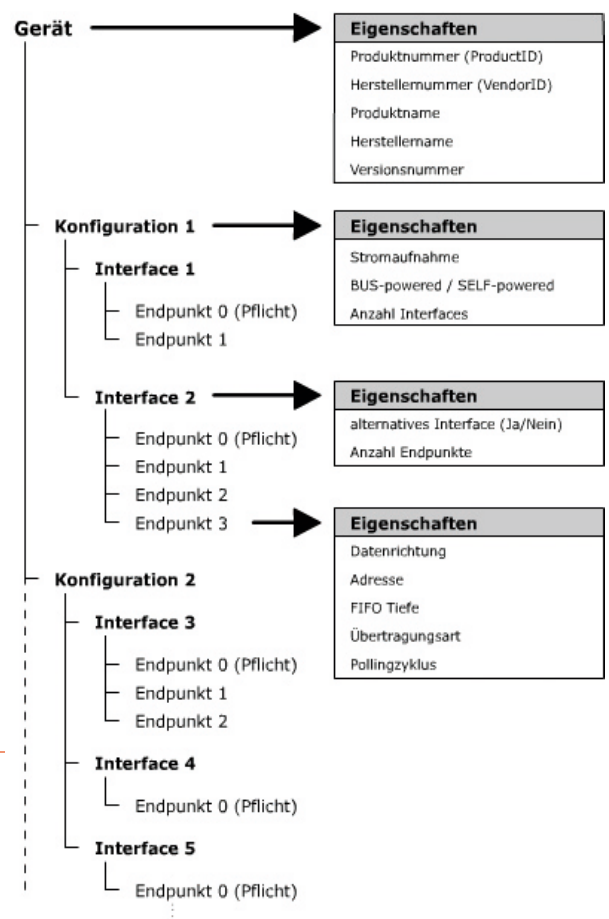 Gerät
Eigenschaften
Produktnummer (ProductID)
Herstellernummer (VendorID)
Produktname
Herstellername
Versionsnummer
Konfiguration 1
Eigenschaften
Stromaufnahme
BUS-powered / SELF-powered
Anzahl Interfaces
Interface 1
Endpunkt 0 (Pflicht)
Endpunkt 1
Interface 2
Eigenschaften
alternatives Interface (Ja/Nein)
Anzahl Endpunkte
Endpunkt 0 (Pflicht)
Endpunkt 1
Endpunkt 2
Endpunkt 3
Eigenschaften
Datenrichtung
Adresse
FIFO Tiefe
Übertragungsart
Pollingzyklus
Konfiguration 2
Interface 3
Endpunkt 0 (Pflicht)
Endpunkt 1
Endpunkt 2
Interface 4
Endpunkt 0 (Pflicht)
Interface 5
Endpunkt 0 (Pflicht)